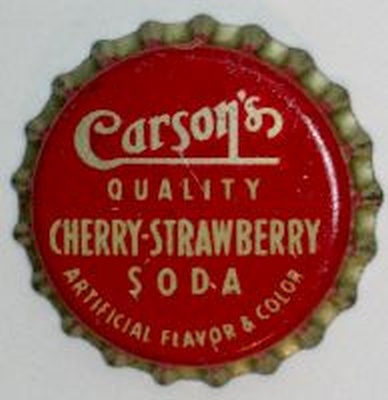 Carson's
QUALITY
CHERRY-STRAWBERRY
SODA
ARTIFICIAL FLAVOR & COLOR